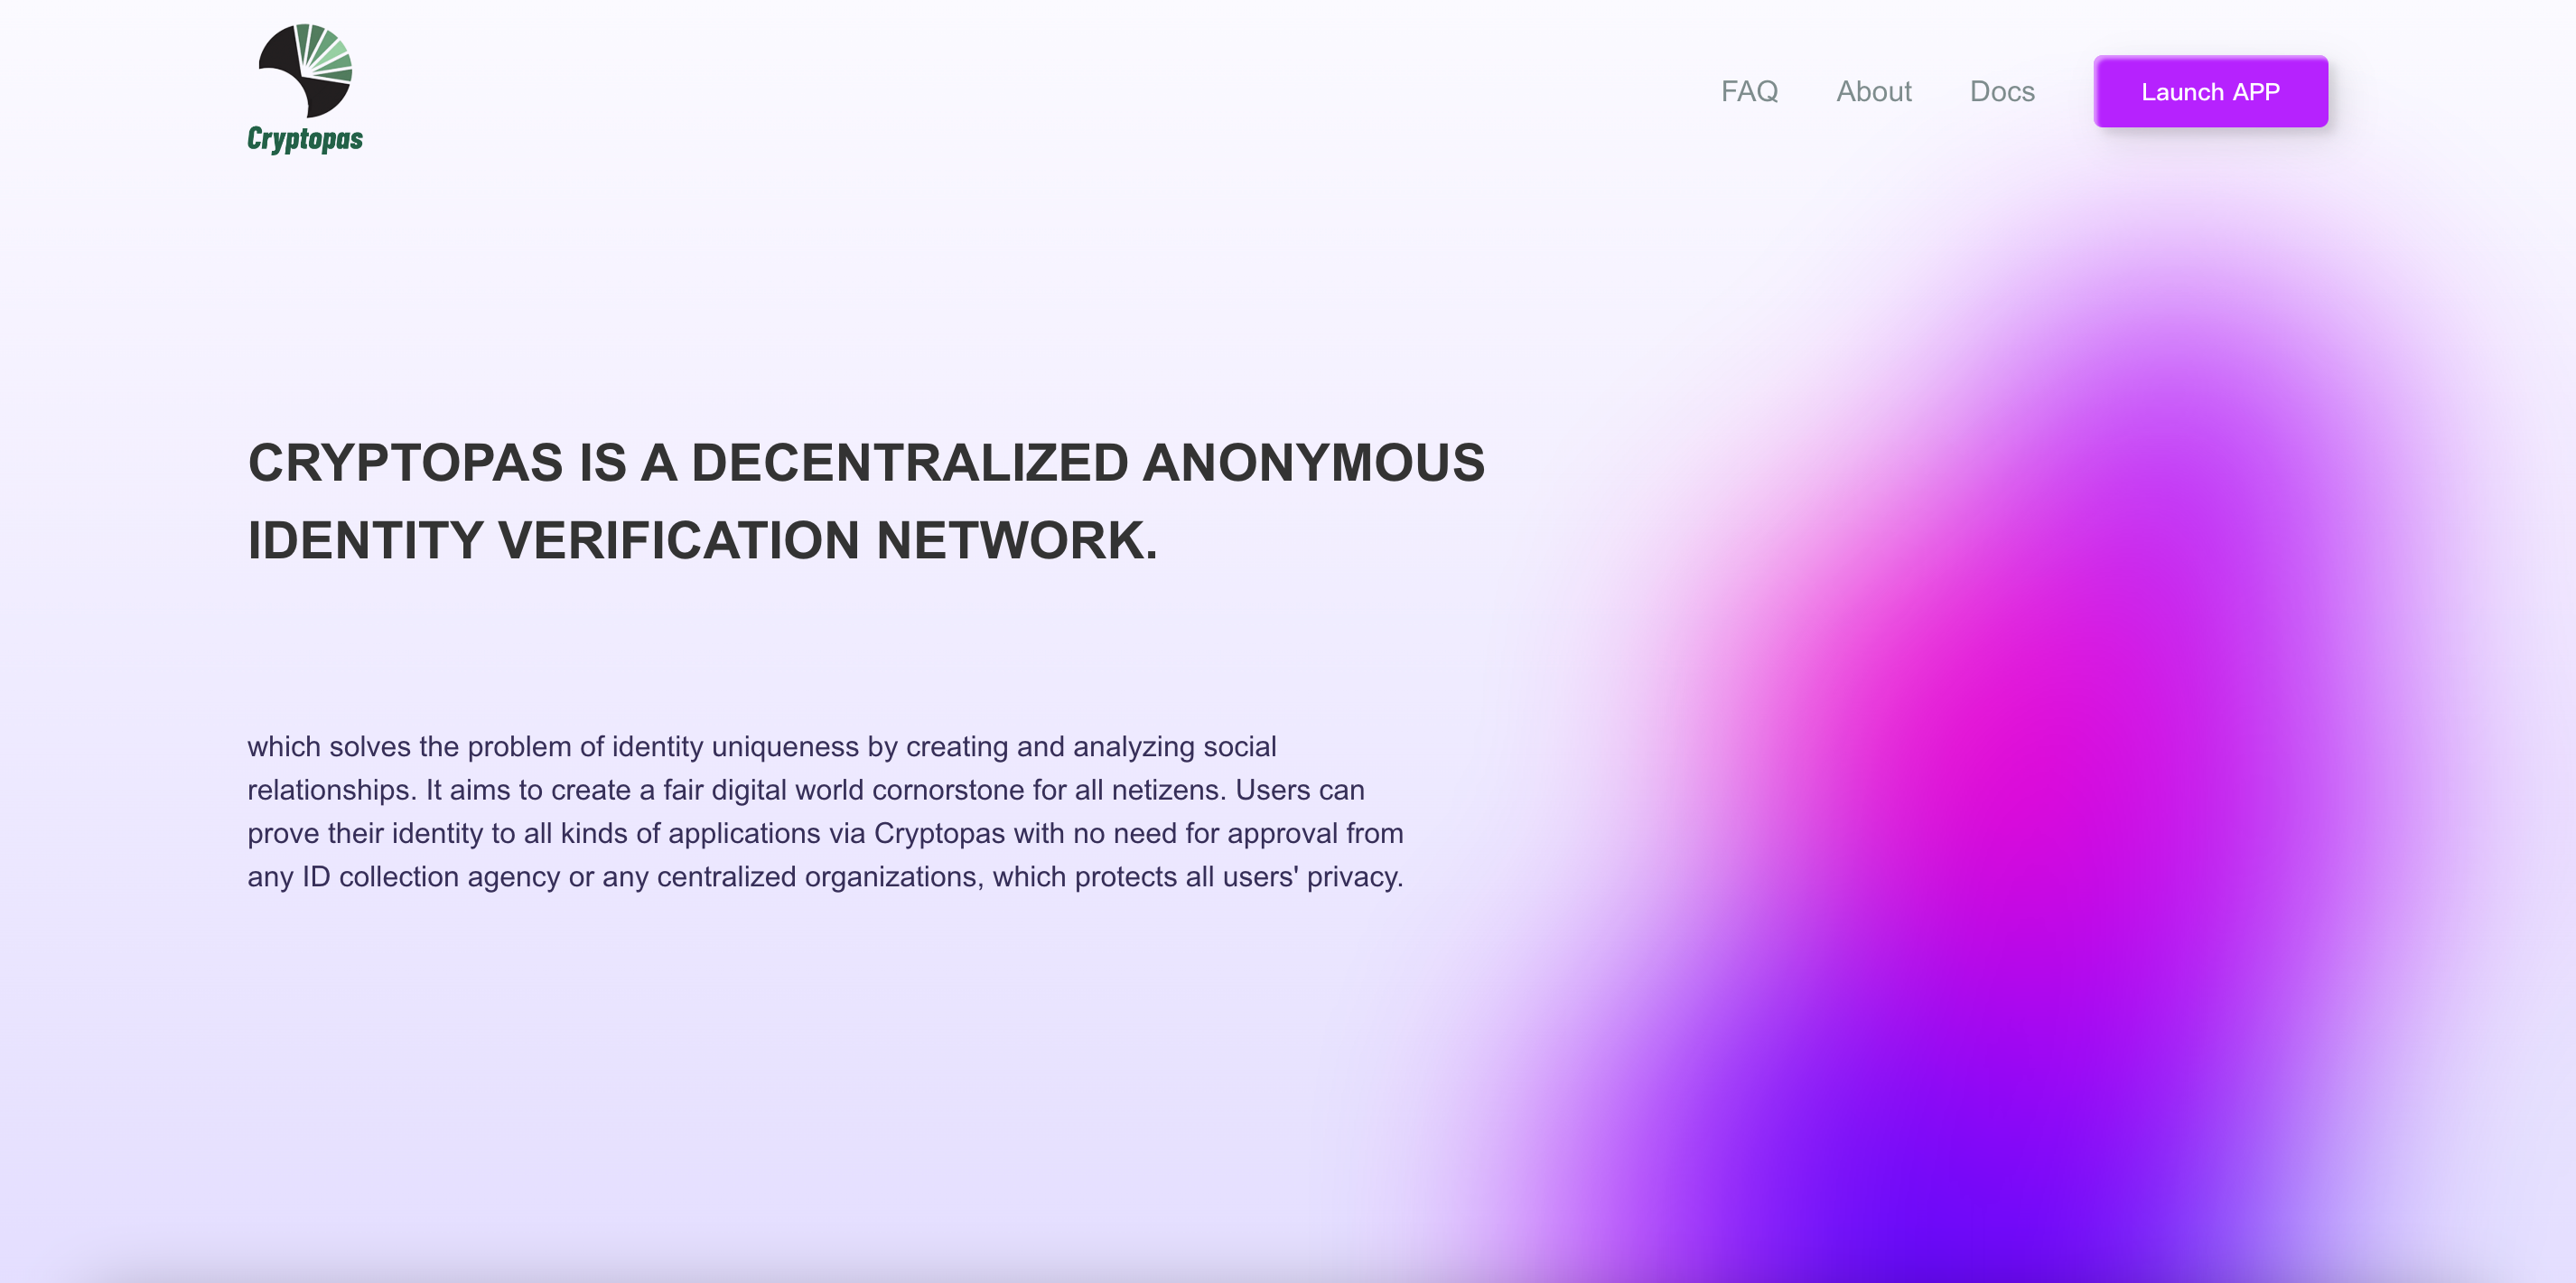 Cryptopas
FAQ
About
Docs
Launch APP
CRYPTOPAS IS A DECENTRALIZED ANONYMOUS
IDENTITY VERIFICATION NETWORK.
which solves the problem of identity uniqueness by creating and analyzing social
relationships. It aims to create a fair digital world cornorstone for all netizens. Users can
prove their identity to all kinds of applications via Cryptopas with no need for approval from
any ID collection agency or any centralized organizations, which protects all users' privacy.